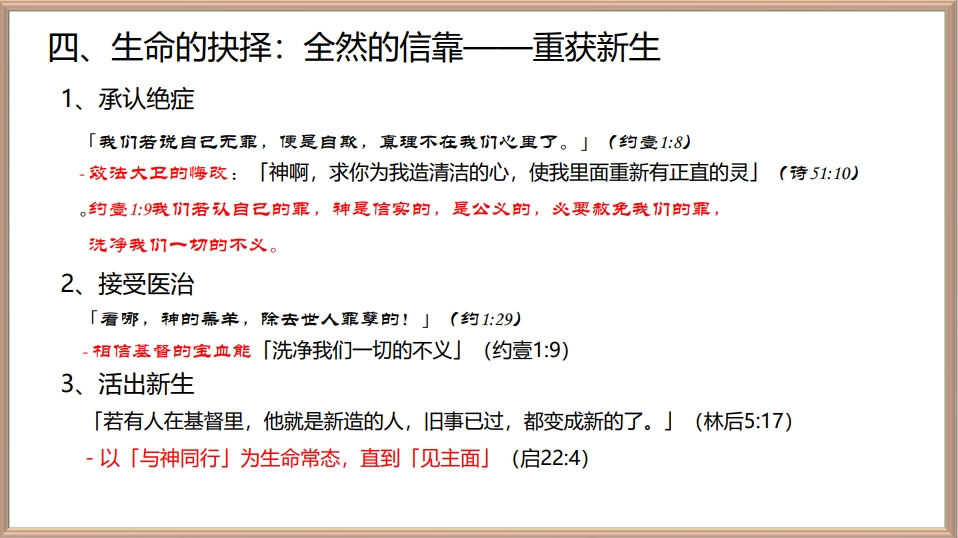 四、生命的抉择：全然的信靠——重获新生
1、承认绝症
「我们若说自己无罪，便是自欺，真理不在我们心里了。」（约壹1:8）
- 效法大卫的悔改：「神啊，求你为我造清洁的心，使我里面重新有正直的灵」（诗51:10）
。约壹1:9我们若认自己的罪，神是信实的，是公义的，必要赦免我们的罪，
洗净我们一切的不义。
2、接受医治
「看哪，神的羔羊，除去世人罪孽的！」（约1:29）
- 相信基督的宝血能「洗净我们一切的不义」（约壹1:9）
3、活出新生
「若有人在基督里，他就是新造的人，旧事已过，都变成新的了。」（林后5:17）
- 以「与神同行」为生命常态，直到「见主面」（启22:4）